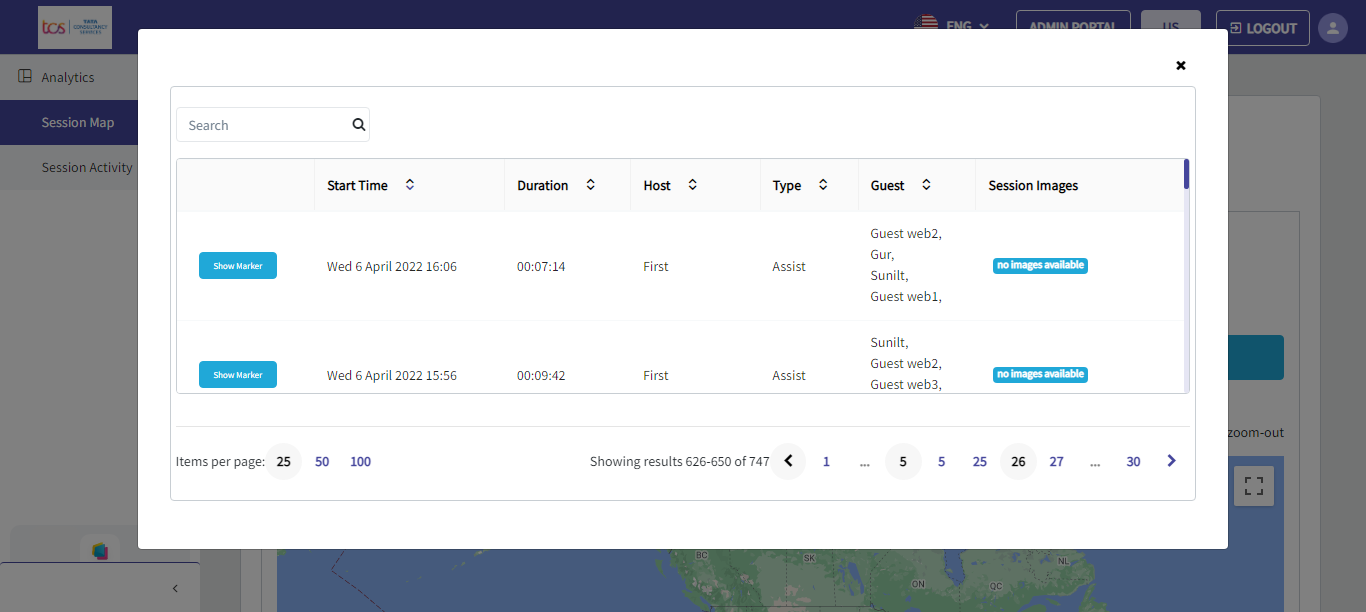 tcs TATA CONSULTANCY SERVICES
ENG
ADMIN PORTAL
US
LOGOUT
Analytics
Session Map
Session Activity
Search
Start Time Duration Host Type Guest Session Images
Show Marker Wed 6 April 2022 16:06 00:07:14 First Assist
Guest web2,
Gur,
Sunilt,
Guest web1,
no images available
Show Marker Wed 6 April 2022 15:56 00:09:42 First Assist
Sunilt,
Guest web2,
Guest web3,
no images available
Items per page: 25 50 100 Showing results 626-650 of 747 1 ... 5 5 25 26 27 ... 30
zoom-out
BC
SK
ON
QC
NL